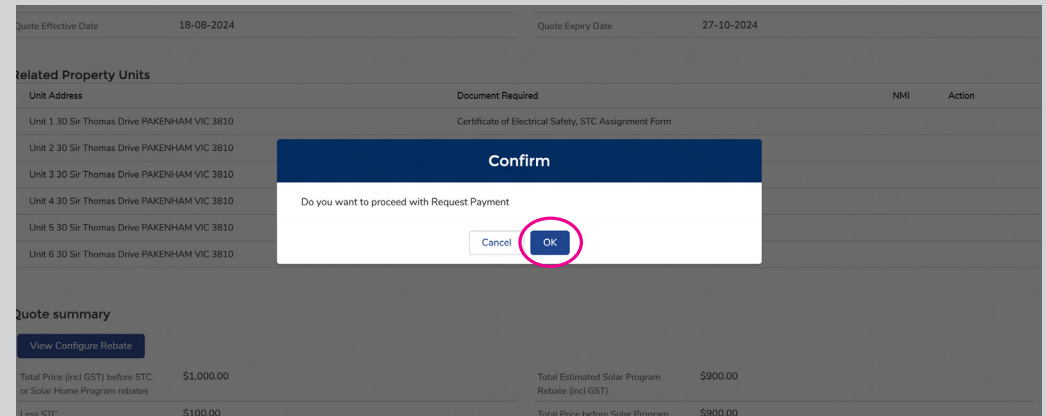 Quote Effective Date 18-08-2024 Quote Expiry Date 27-10-2024
Related Property Units
Unit Address Document Required NMI Action
Unit 1 30 Sir Thomas Drive PAKENHAM VIC 3810 Certificate of Electrical Safety, STC Assignment Form
Unit 2 30 Sir Thomas Drive PAKENHAM VIC 3810
Confirm
Unit 3 30 Sir Thomas Drive PAKENHAM VIC 3810
Unit 4 30 Sir Thomas Drive PAKENHAM VIC 3810
Do you want to proceed with Request Payment
Unit 5 30 Sir Thomas Drive PAKENHAM VIC 3810
Cancel OK
Unit 6 30 Sir Thomas Drive PAKENHAM VIC 3810
Quote summary
View Configure Rebate
Total Price (incl GST) before STC $1,000.00 Total Estimated Solar Program $900.00
or Solar Home Program rebates Rebate (incl GST)
Less STC $100.00 Total Price before Solar Program $900.00